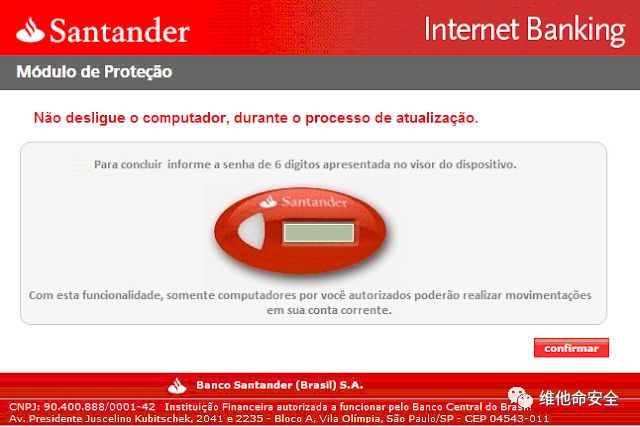 Santander
Internet Banking
Módulo de Proteção
Não desligue o computador, durante o processo de atualização.
Para concluir informe a senha de 6 digitos apresentada no visor do dispositivo.
Santander
Com esta funcionalidade, somente computadores por você autorizados poderão realizar movimentações
em sua conta corrente.
confirmar
Banco Santander (Brasil) S.A.
CNPJ: 90.400.888/0001-42 Instituição Financeira autorizada a funcionar pelo Banco Central do Brasil
Av. Presidente Juscelino Kubitschek, 2041 e 2235 - Bloco A, Vila Olímpia, São Paulo/SP - CEP 04543-011
维他命安全